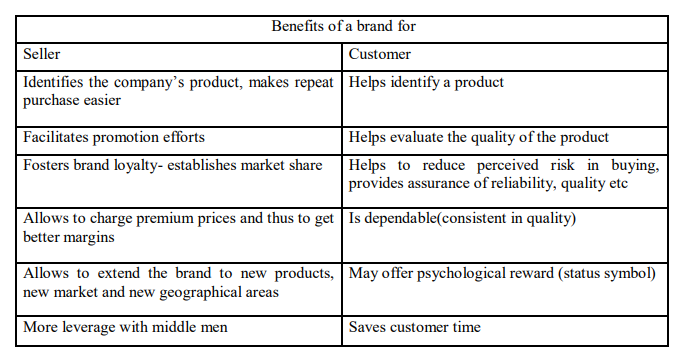 Benefits of a brand for
Seller
Customer
Identifies the company’s product, makes repeat
purchase easier
Helps identify a product
Facilitates promotion efforts
Helps evaluate the quality of the product
Fosters brand loyalty- establishes market share
Helps to reduce perceived risk in buying,
provides assurance of reliability, quality etc
Allows to charge premium prices and thus to get
better margins
Is dependable(consistent in quality)
Allows to extend the brand to new products,
new market and new geographical areas
May offer psychological reward (status symbol)
More leverage with middle men
Saves customer time